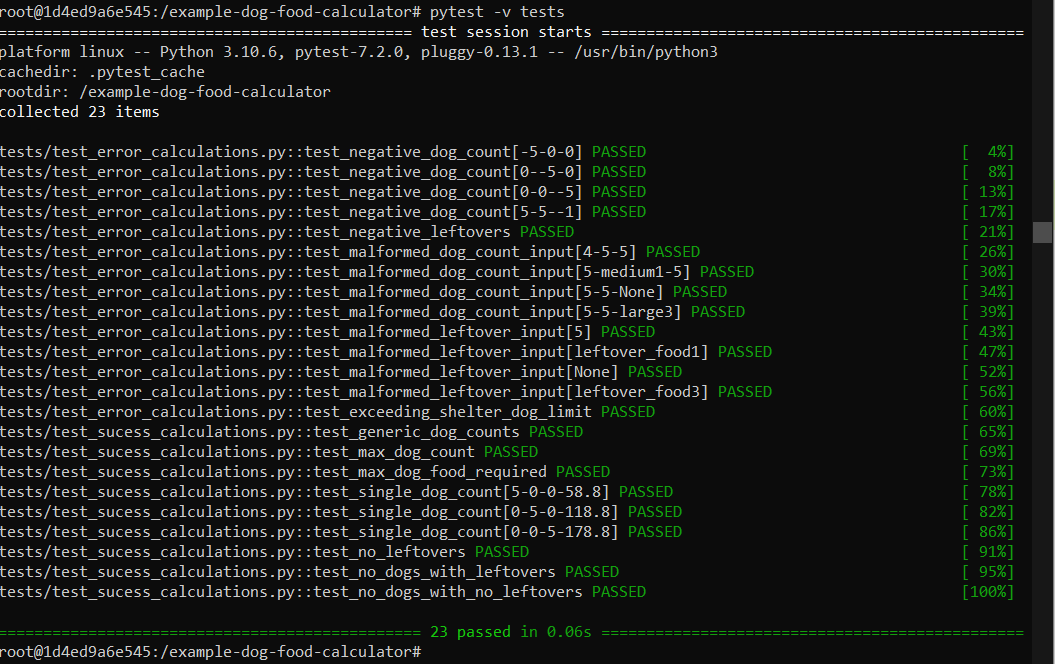 root@1d4ed9a6e545:/example-dog-food-calculator# pytest -v tests
============================================== test session starts ===============================================
platform linux -- Python 3.10.6, pytest-7.2.0, pluggy-0.13.1 -- /usr/bin/python3
cachedir: .pytest_cache
rootdir: /example-dog-food-calculator
collected 23 items
tests/test_error_calculations.py::test_negative_dog_count[-5-0-0] PASSED [  4%]
tests/test_error_calculations.py::test_negative_dog_count[0--5-0] PASSED [  8%]
tests/test_error_calculations.py::test_negative_dog_count[0-0--5] PASSED [ 13%]
tests/test_error_calculations.py::test_negative_dog_count[5-5--1] PASSED [ 17%]
tests/test_error_calculations.py::test_negative_leftovers PASSED [ 21%]
tests/test_error_calculations.py::test_malformed_dog_count_input[4-5-5] PASSED [ 26%]
tests/test_error_calculations.py::test_malformed_dog_count_input[5-medium1-5] PASSED [ 30%]
tests/test_error_calculations.py::test_malformed_dog_count_input[5-5-None] PASSED [ 34%]
tests/test_error_calculations.py::test_malformed_dog_count_input[5-5-large3] PASSED [ 39%]
tests/test_error_calculations.py::test_malformed_leftover_input[5] PASSED [ 43%]
tests/test_error_calculations.py::test_malformed_leftover_input[leftover_food1] PASSED [ 47%]
tests/test_error_calculations.py::test_malformed_leftover_input[None] PASSED [ 52%]
tests/test_error_calculations.py::test_malformed_leftover_input[leftover_food3] PASSED [ 56%]
tests/test_error_calculations.py::test_exceeding_shelter_dog_limit PASSED [ 60%]
tests/test_sucess_calculations.py::test_generic_dog_counts PASSED [ 65%]
tests/test_sucess_calculations.py::test_max_dog_count PASSED [ 69%]
tests/test_sucess_calculations.py::test_max_dog_food_required PASSED [ 73%]
tests/test_sucess_calculations.py::test_single_dog_count[5-0-0-58.8] PASSED [ 78%]
tests/test_sucess_calculations.py::test_single_dog_count[0-5-0-118.8] PASSED [ 82%]
tests/test_sucess_calculations.py::test_single_dog_count[0-0-5-178.8] PASSED [ 86%]
tests/test_sucess_calculations.py::test_no_leftovers PASSED [ 91%]
tests/test_sucess_calculations.py::test_no_dogs_with_leftovers PASSED [ 95%]
tests/test_sucess_calculations.py::test_no_dogs_with_no_leftovers PASSED [100%]
=============================================== 23 passed in 0.06s ===============================================
root@1d4ed9a6e545:/example-dog-food-calculator#